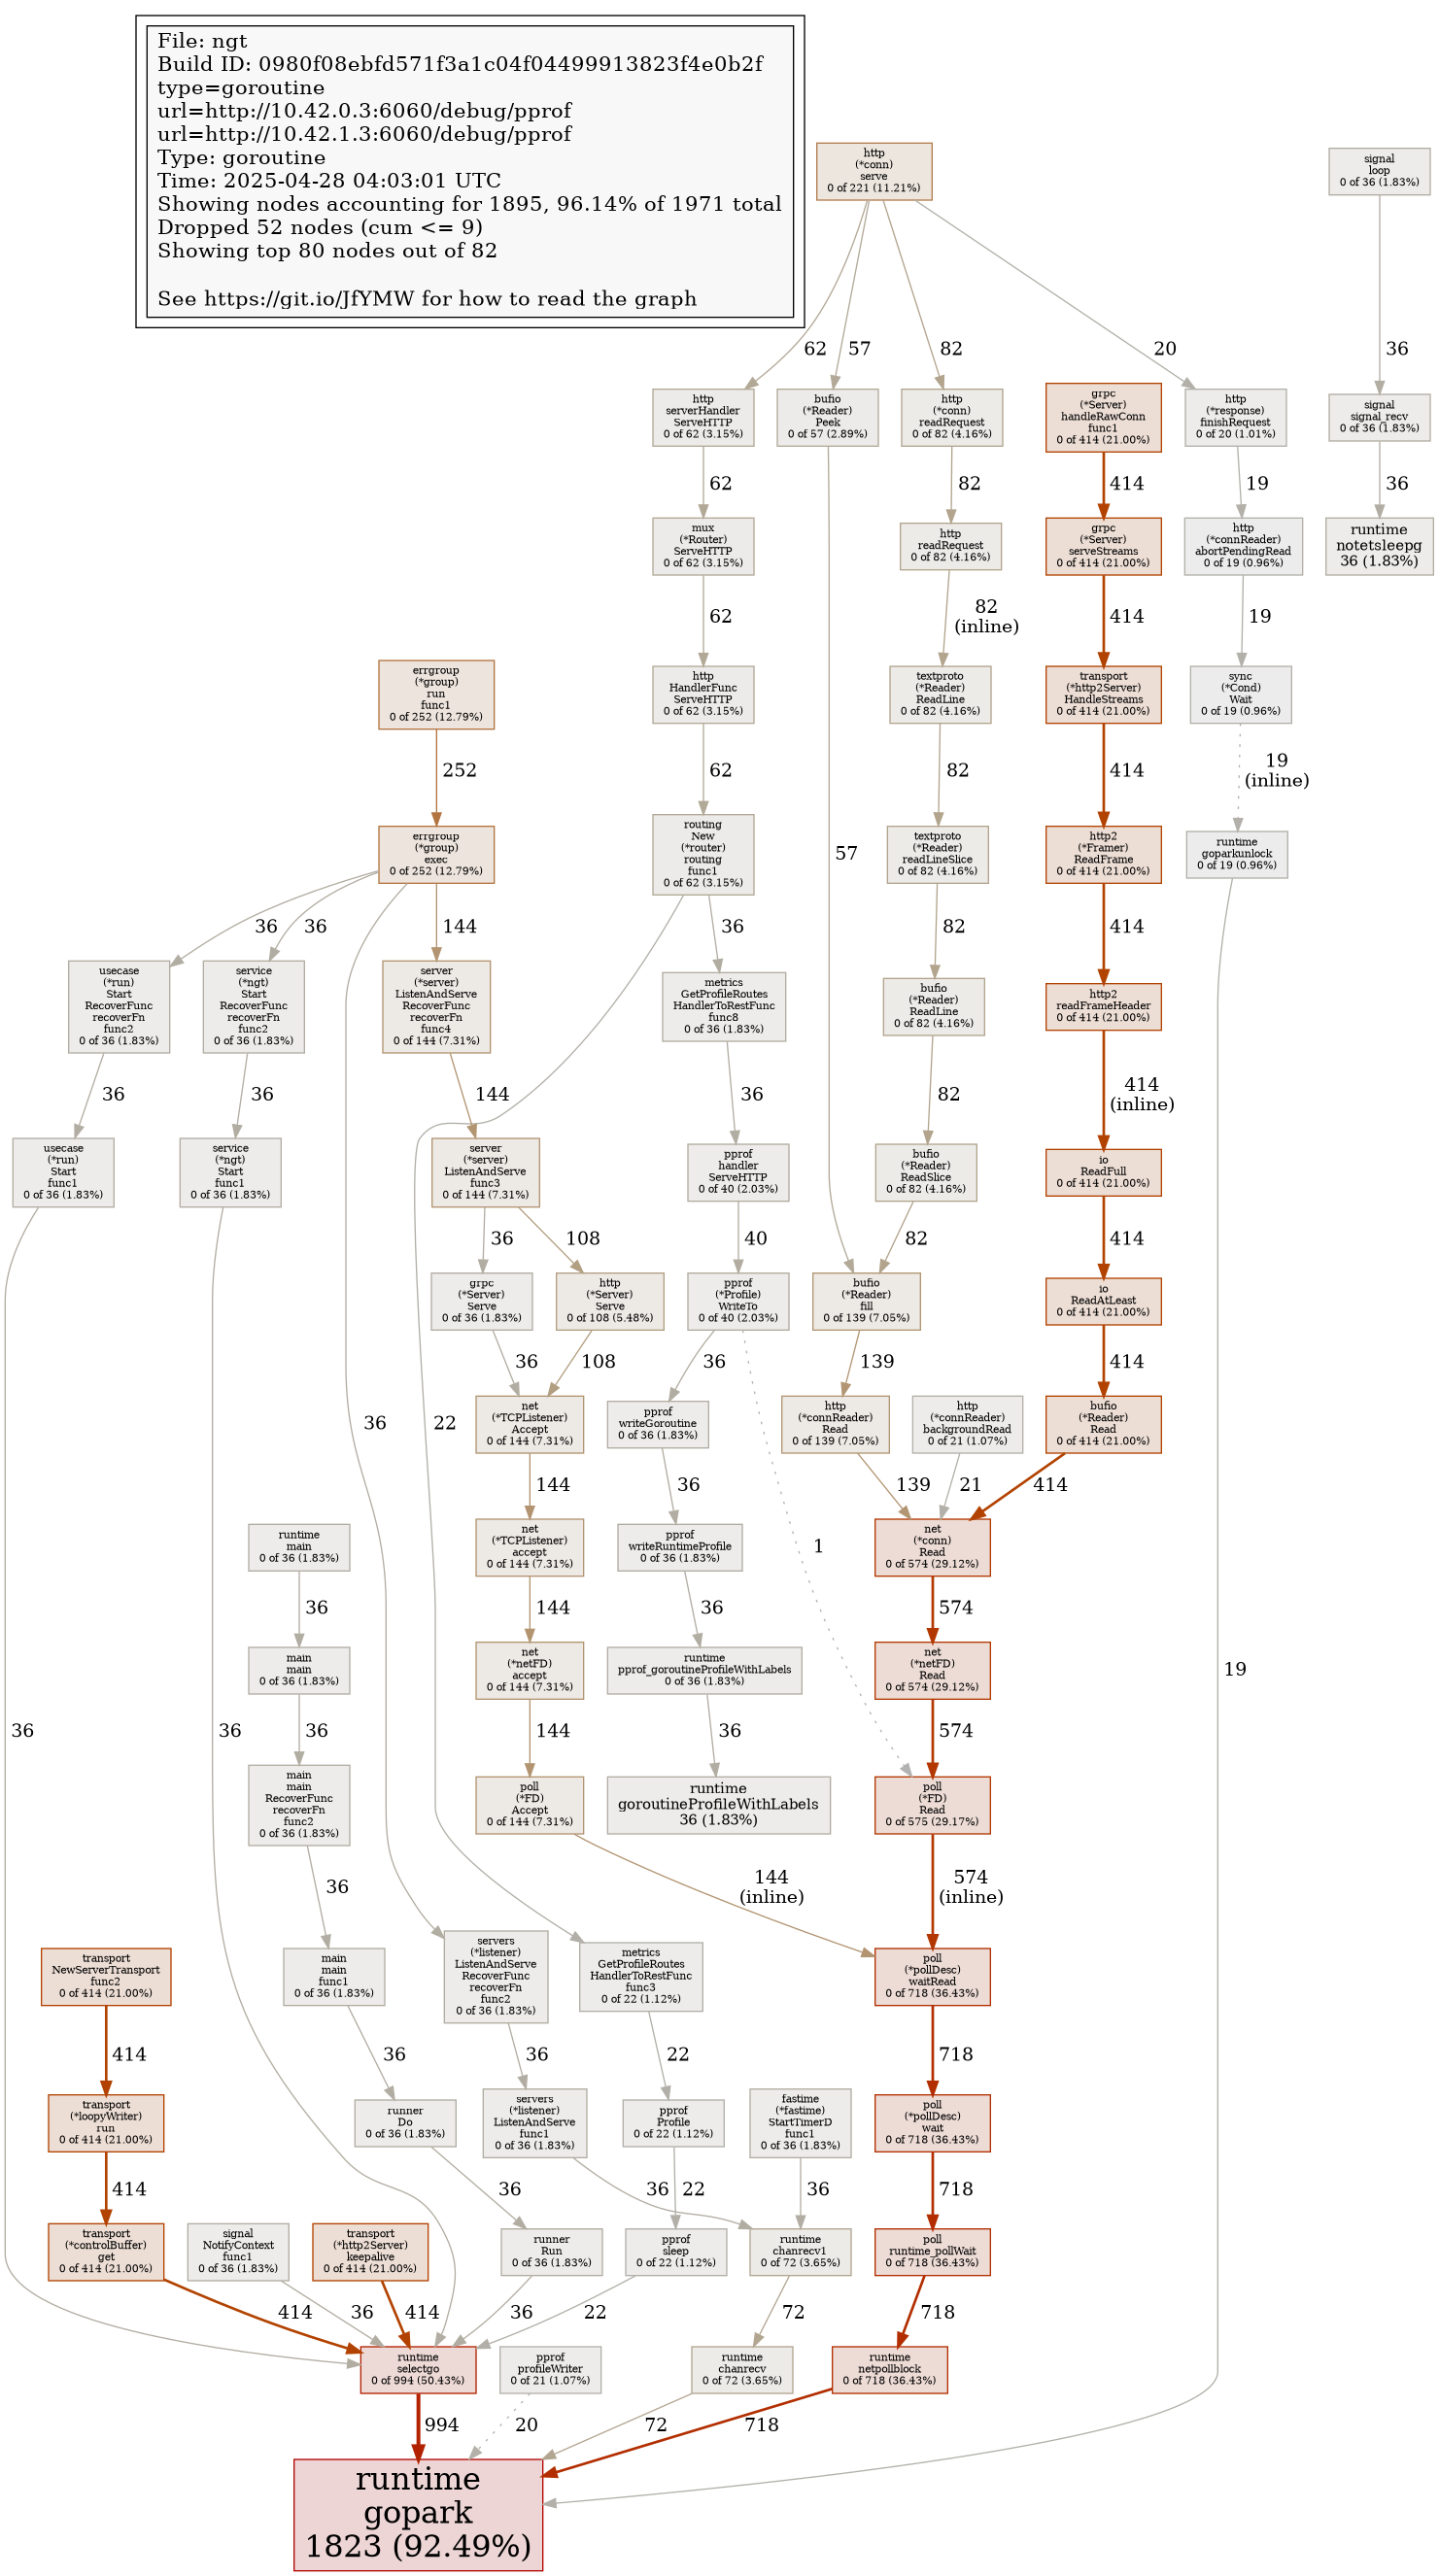 File: ngt
Build ID: 0980f08ebfd571f3a1c04f04499913823f4e0b2f
type=goroutine
url=http://10.42.0.3:6060/debug/pprof
url=http://10.42.1.3:6060/debug/pprof
Type: goroutine
Time: 2025-04-28 04:03:01 UTC
Showing nodes accounting for 1895, 96.14% of 1971 total
Dropped 52 nodes (cum <= 9)
Showing top 80 nodes out of 82
See https://git.io/JfYMW for how to read the graph
http
(*conn)
serve
0 of 221 (11.21%)
signal
loop
0 of 36 (1.83%)
62
57
82
20
36
http
serverHandler
ServeHTTP
0 of 62 (3.15%)
bufio
(*Reader)
Peek
0 of 57 (2.89%)
http
(*conn)
readRequest
0 of 82 (4.16%)
grpc
(*Server)
handleRawConn
func1
0 of 414 (21.00%)
http
(*response)
finishRequest
0 of 20 (1.01%)
signal
signal_recv
0 of 36 (1.83%)
62
82
414
19
36
mux
(*Router)
ServeHTTP
0 of 62 (3.15%)
http
readRequest
0 of 82 (4.16%)
grpc
(*Server)
serveStreams
0 of 414 (21.00%)
http
(*connReader)
abortPendingRead
0 of 19 (0.96%)
runtime
notetsleepg
36 (1.83%)
62
82
(inline)
414
19
errgroup
(*group)
run
func1
0 of 252 (12.79%)
http
HandlerFunc
ServeHTTP
0 of 62 (3.15%)
textproto
(*Reader)
ReadLine
0 of 82 (4.16%)
transport
(*http2Server)
HandleStreams
0 of 414 (21.00%)
sync
(*Cond)
Wait
0 of 19 (0.96%)
252
62
82
414
19
(inline)
errgroup
(*group)
exec
0 of 252 (12.79%)
routing
New
(*router)
routing
func1
0 of 62 (3.15%)
57
textproto
(*Reader)
readLineSlice
0 of 82 (4.16%)
http2
(*Framer)
ReadFrame
0 of 414 (21.00%)
runtime
goparkunlock
0 of 19 (0.96%)
36
36
144
36
82
414
usecase
(*run)
Start
RecoverFunc
recoverFn
func2
0 of 36 (1.83%)
service
(*ngt)
Start
RecoverFunc
recoverFn
func2
0 of 36 (1.83%)
server
(*server)
ListenAndServe
RecoverFunc
recoverFn
func4
0 of 144 (7.31%)
metrics
GetProfileRoutes
HandlerToRestFunc
func8
0 of 36 (1.83%)
bufio
(*Reader)
ReadLine
0 of 82 (4.16%)
http2
readFrameHeader
0 of 414 (21.00%)
36
36
144
36
82
414
(inline)
usecase
(*run)
Start
func1
0 of 36 (1.83%)
service
(*ngt)
Start
func1
0 of 36 (1.83%)
server
(*server)
ListenAndServe
func3
0 of 144 (7.31%)
pprof
handler
ServeHTTP
0 of 40 (2.03%)
bufio
(*Reader)
ReadSlice
0 of 82 (4.16%)
io
ReadFull
0 of 414 (21.00%)
36
108
40
82
414
grpc
(*Server)
Serve
0 of 36 (1.83%)
http
(*Server)
Serve
0 of 108 (5.48%)
pprof
(*Profile)
WriteTo
0 of 40 (2.03%)
bufio
(*Reader)
fill
0 of 139 (7.05%)
io
ReadAtLeast
0 of 414 (21.00%)
36
108
36
139
414
36
22
net
(*TCPListener)
Accept
0 of 144 (7.31%)
pprof
writeGoroutine
0 of 36 (1.83%)
http
(*connReader)
Read
0 of 139 (7.05%)
http
(*connReader)
backgroundRead
0 of 21 (1.07%)
bufio
(*Reader)
Read
0 of 414 (21.00%)
144
36
139
21
414
runtime
main
0 of 36 (1.83%)
net
(*TCPListener)
accept
0 of 144 (7.31%)
pprof
writeRuntimeProfile
0 of 36 (1.83%)
1
net
(*conn)
Read
0 of 574 (29.12%)
36
144
36
574
main
main
0 of 36 (1.83%)
net
(*netFD)
accept
0 of 144 (7.31%)
runtime
pprof_goroutineProfileWithLabels
0 of 36 (1.83%)
net
(*netFD)
Read
0 of 574 (29.12%)
19
36
36
36
144
36
574
main
main
RecoverFunc
recoverFn
func2
0 of 36 (1.83%)
poll
(*FD)
Accept
0 of 144 (7.31%)
runtime
goroutineProfileWithLabels
36 (1.83%)
poll
(*FD)
Read
0 of 575 (29.17%)
36
144
(inline)
574
(inline)
transport
NewServerTransport
func2
0 of 414 (21.00%)
main
main
func1
0 of 36 (1.83%)
servers
(*listener)
ListenAndServe
RecoverFunc
recoverFn
func2
0 of 36 (1.83%)
metrics
GetProfileRoutes
HandlerToRestFunc
func3
0 of 22 (1.12%)
poll
(*pollDesc)
waitRead
0 of 718 (36.43%)
414
36
36
22
718
transport
(*loopyWriter)
run
0 of 414 (21.00%)
runner
Do
0 of 36 (1.83%)
servers
(*listener)
ListenAndServe
func1
0 of 36 (1.83%)
pprof
Profile
0 of 22 (1.12%)
fastime
(*fastime)
StartTimerD
func1
0 of 36 (1.83%)
poll
(*pollDesc)
wait
0 of 718 (36.43%)
414
36
36
22
36
718
transport
(*controlBuffer)
get
0 of 414 (21.00%)
signal
NotifyContext
func1
0 of 36 (1.83%)
transport
(*http2Server)
keepalive
0 of 414 (21.00%)
runner
Run
0 of 36 (1.83%)
pprof
sleep
0 of 22 (1.12%)
runtime
chanrecv1
0 of 72 (3.65%)
poll
runtime_pollWait
0 of 718 (36.43%)
414
36
414
36
22
72
718
runtime
selectgo
0 of 994 (50.43%)
pprof
profileWriter
0 of 21 (1.07%)
runtime
chanrecv
0 of 72 (3.65%)
runtime
netpollblock
0 of 718 (36.43%)
994
20
72
718
runtime
gopark
1823 (92.49%)